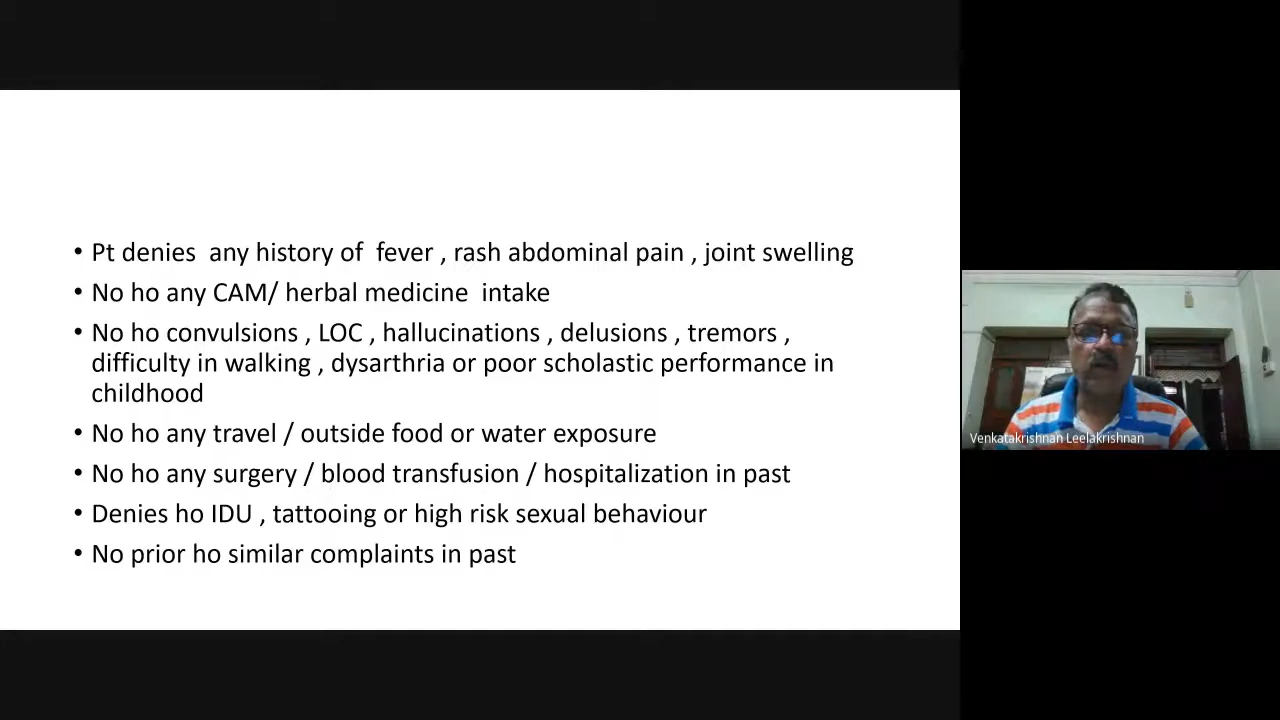 • Pt denies any history of fever , rash abdominal pain , joint swelling
• No ho any CAM/ herbal medicine intake
• No ho convulsions , LOC , hallucinations , delusions , tremors ,
difficulty in walking , dysarthria or poor scholastic performance in
childhood
• No ho any travel / outside food or water exposure
• No ho any surgery / blood transfusion / hospitalization in past
• Denies ho IDU , tattooing or high risk sexual behaviour
• No prior ho similar complaints in past
Venkatakrishnan Leelakrishnan